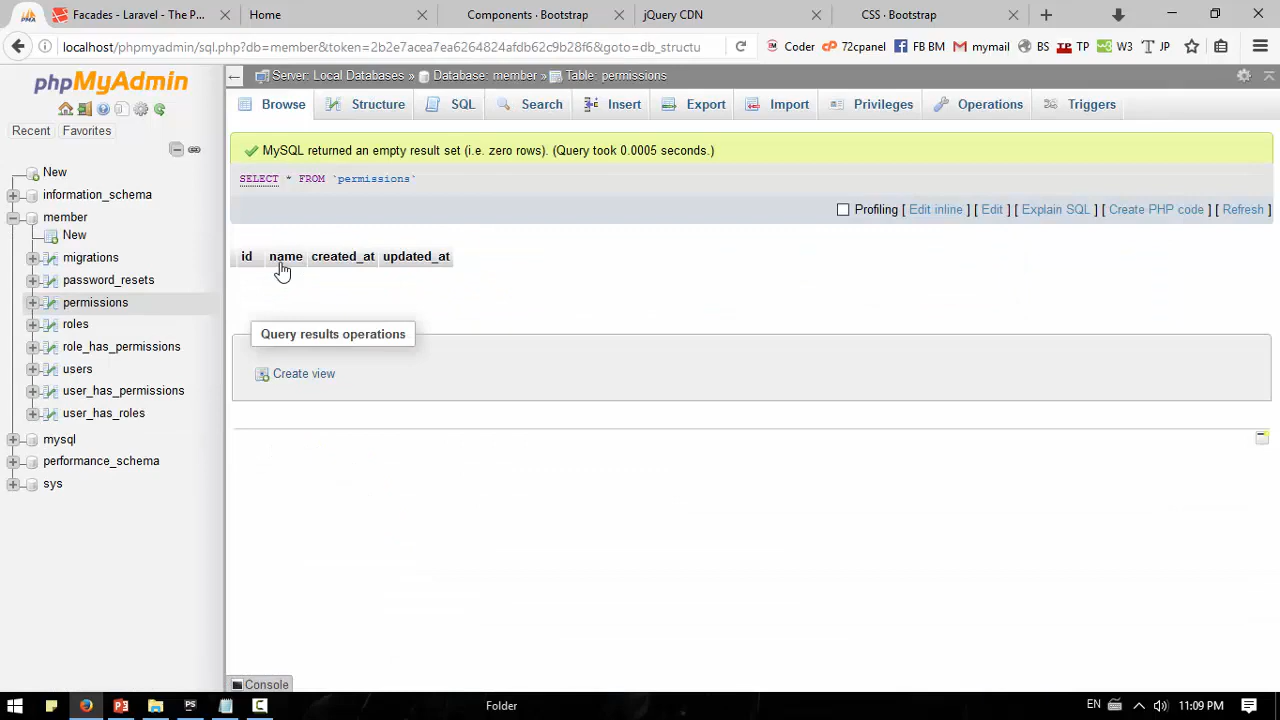 Facades - Laravel - The P...
Home
Components · Bootstrap
jQuery CDN
CSS · Bootstrap
localhost/phpmyadmin/sql.php?db=member&token=2b2e7acea7ea6264824afdb62c9b28f6&goto=db_structu
Coder
72cpanel
FB BM
mymail
BS
TP TP
W3
JP
phpMyAdmin
Recent
Favorites
New
information_schema
member
New
migrations
password_resets
permissions
roles
role_has_permissions
users
user_has_permissions
user_has_roles
mysql
performance_schema
sys
Server: Local Databases » Database: member » Table: permissions
Browse
Structure
SQL
Search
Insert
Export
Import
Privileges
Operations
Triggers
MySQL returned an empty result set (i.e. zero rows). (Query took 0.0005 seconds.)
SELECT * FROM `permissions`
Profiling [ Edit inline ] [ Edit ] [ Explain SQL ] [ Create PHP code ] [ Refresh ]
id name created_at updated_at
Query results operations
Create view
Console
Folder
EN
11:09 PM